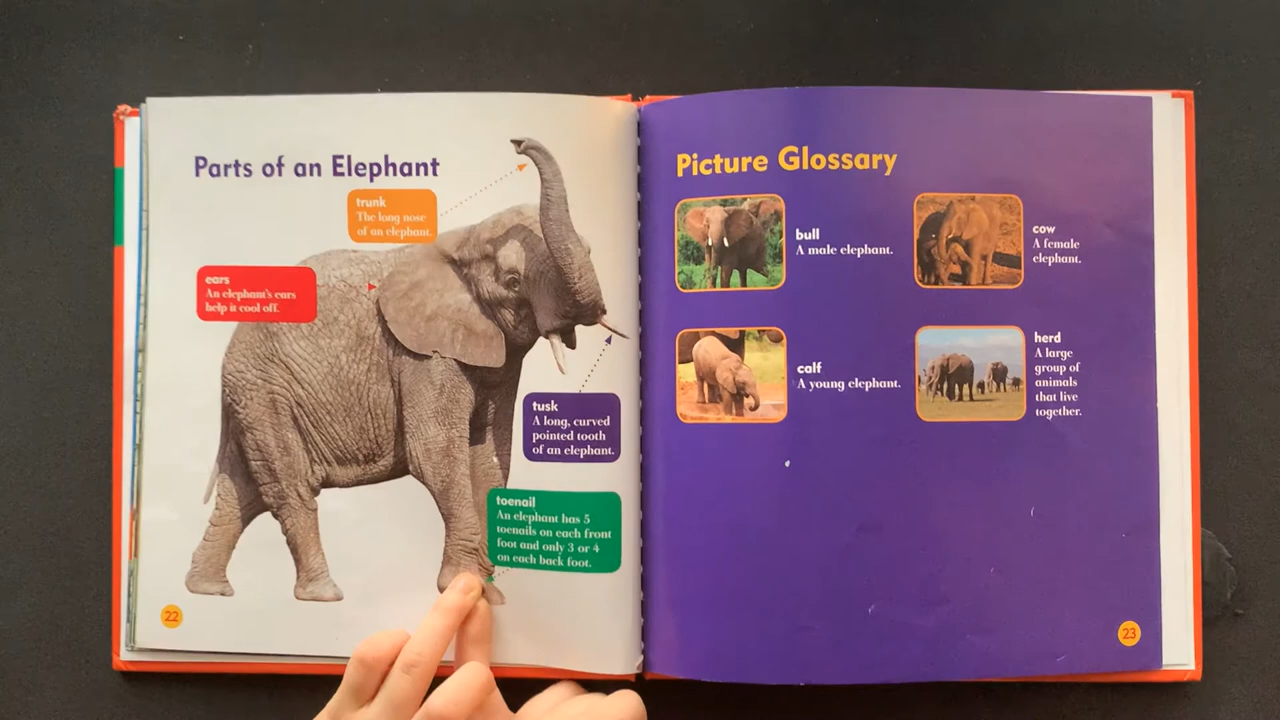 Parts of an Elephant
trunk
The long nose
of an elephant.
ears
An elephant's ears
help it cool off.
tusk
A long, curved
pointed tooth
of an elephant.
toenail
An elephant has 5
toenails on each front
foot and only 3 or 4
on each back foot.
22
Picture Glossary
bull
A male elephant.
cow
A female
elephant.
calf
A young elephant.
herd
A large
group of
animals
that live
together.
23